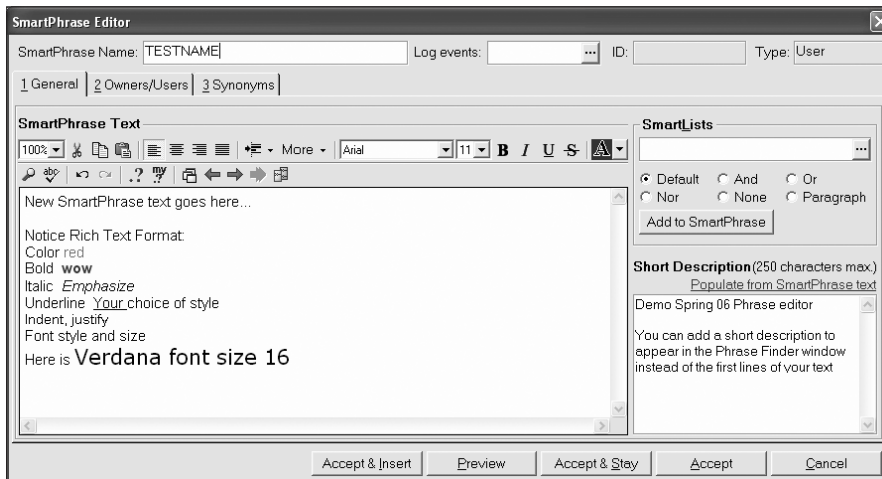 SmartPhrase Editor
SmartPhrase Name: TESTNAME Log events: ... ID: Type: User
1 General 2 Owners/Users 3 Synonyms
SmartPhrase Text
100% More Arial 11 B I U S A
abc .? my
New SmartPhrase text goes here...
Notice Rich Text Format:
Color red
Bold wow
Italic Emphasize
Underline Your choice of style
Indent, justify
Font style and size
Here is Verdana font size 16
SmartLists
...
Default And Or
Nor None Paragraph
Add to SmartPhrase
Short Description(250 characters max.)
Populate from SmartPhrase text
Demo Spring 06 Phrase editor
You can add a short description to
appear in the Phrase Finder window
instead of the first lines of your text
Accept & Insert Preview Accept & Stay Accept Cancel